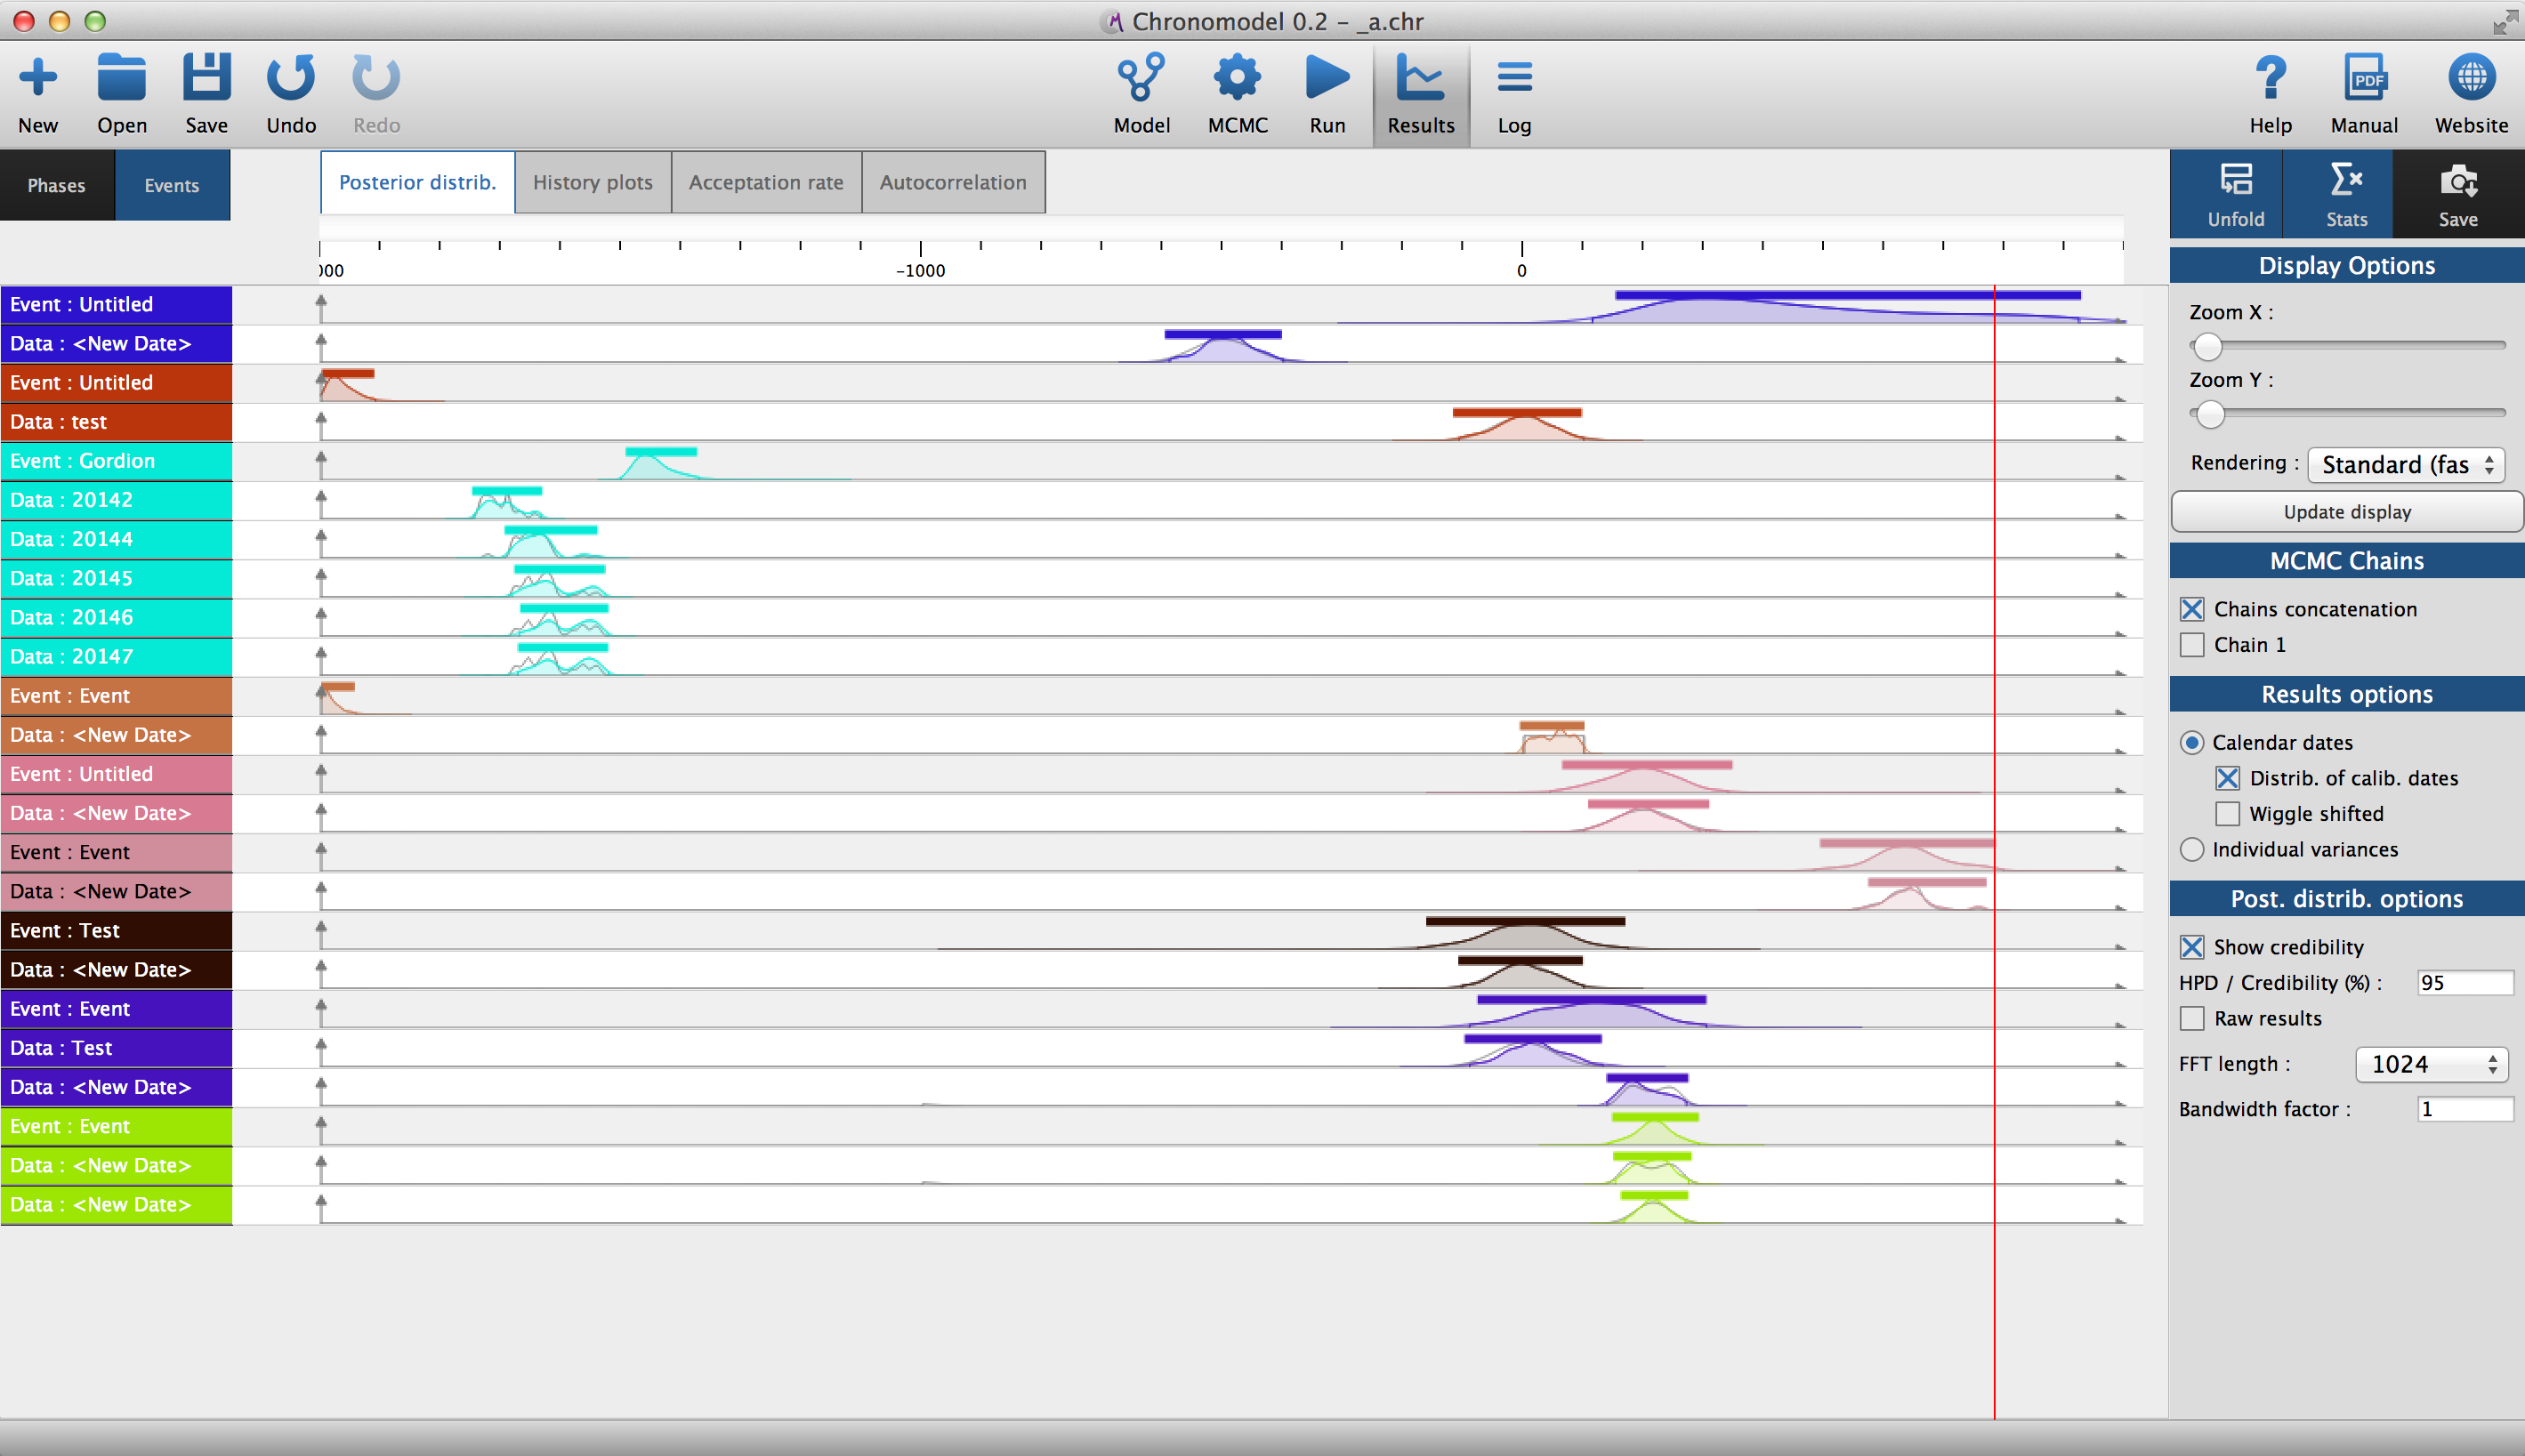 Chronomodel 0.2 – _a.chr
New Open Save Undo Redo Model MCMC Run Results Log Help Manual Website
PDF
Phases Events Posterior distrib. History plots Acceptation rate Autocorrelation Unfold Stats Save
000 -1000 0
Display Options
Zoom X :
Zoom Y :
Rendering : Standard (fas
Update display
MCMC Chains
Chains concatenation
Chain 1
Results options
Calendar dates
Distrib. of calib. dates
Wiggle shifted
Individual variances
Post. distrib. options
Show credibility
HPD / Credibility (%) : 95
Raw results
FFT length : 1024
Bandwidth factor : 1
Event : Untitled
Data : <New Date>
Event : Untitled
Data : test
Event : Gordion
Data : 20142
Data : 20144
Data : 20145
Data : 20146
Data : 20147
Event : Event
Data : <New Date>
Event : Untitled
Data : <New Date>
Event : Event
Data : <New Date>
Event : Test
Data : <New Date>
Event : Event
Data : Test
Data : <New Date>
Event : Event
Data : <New Date>
Data : <New Date>